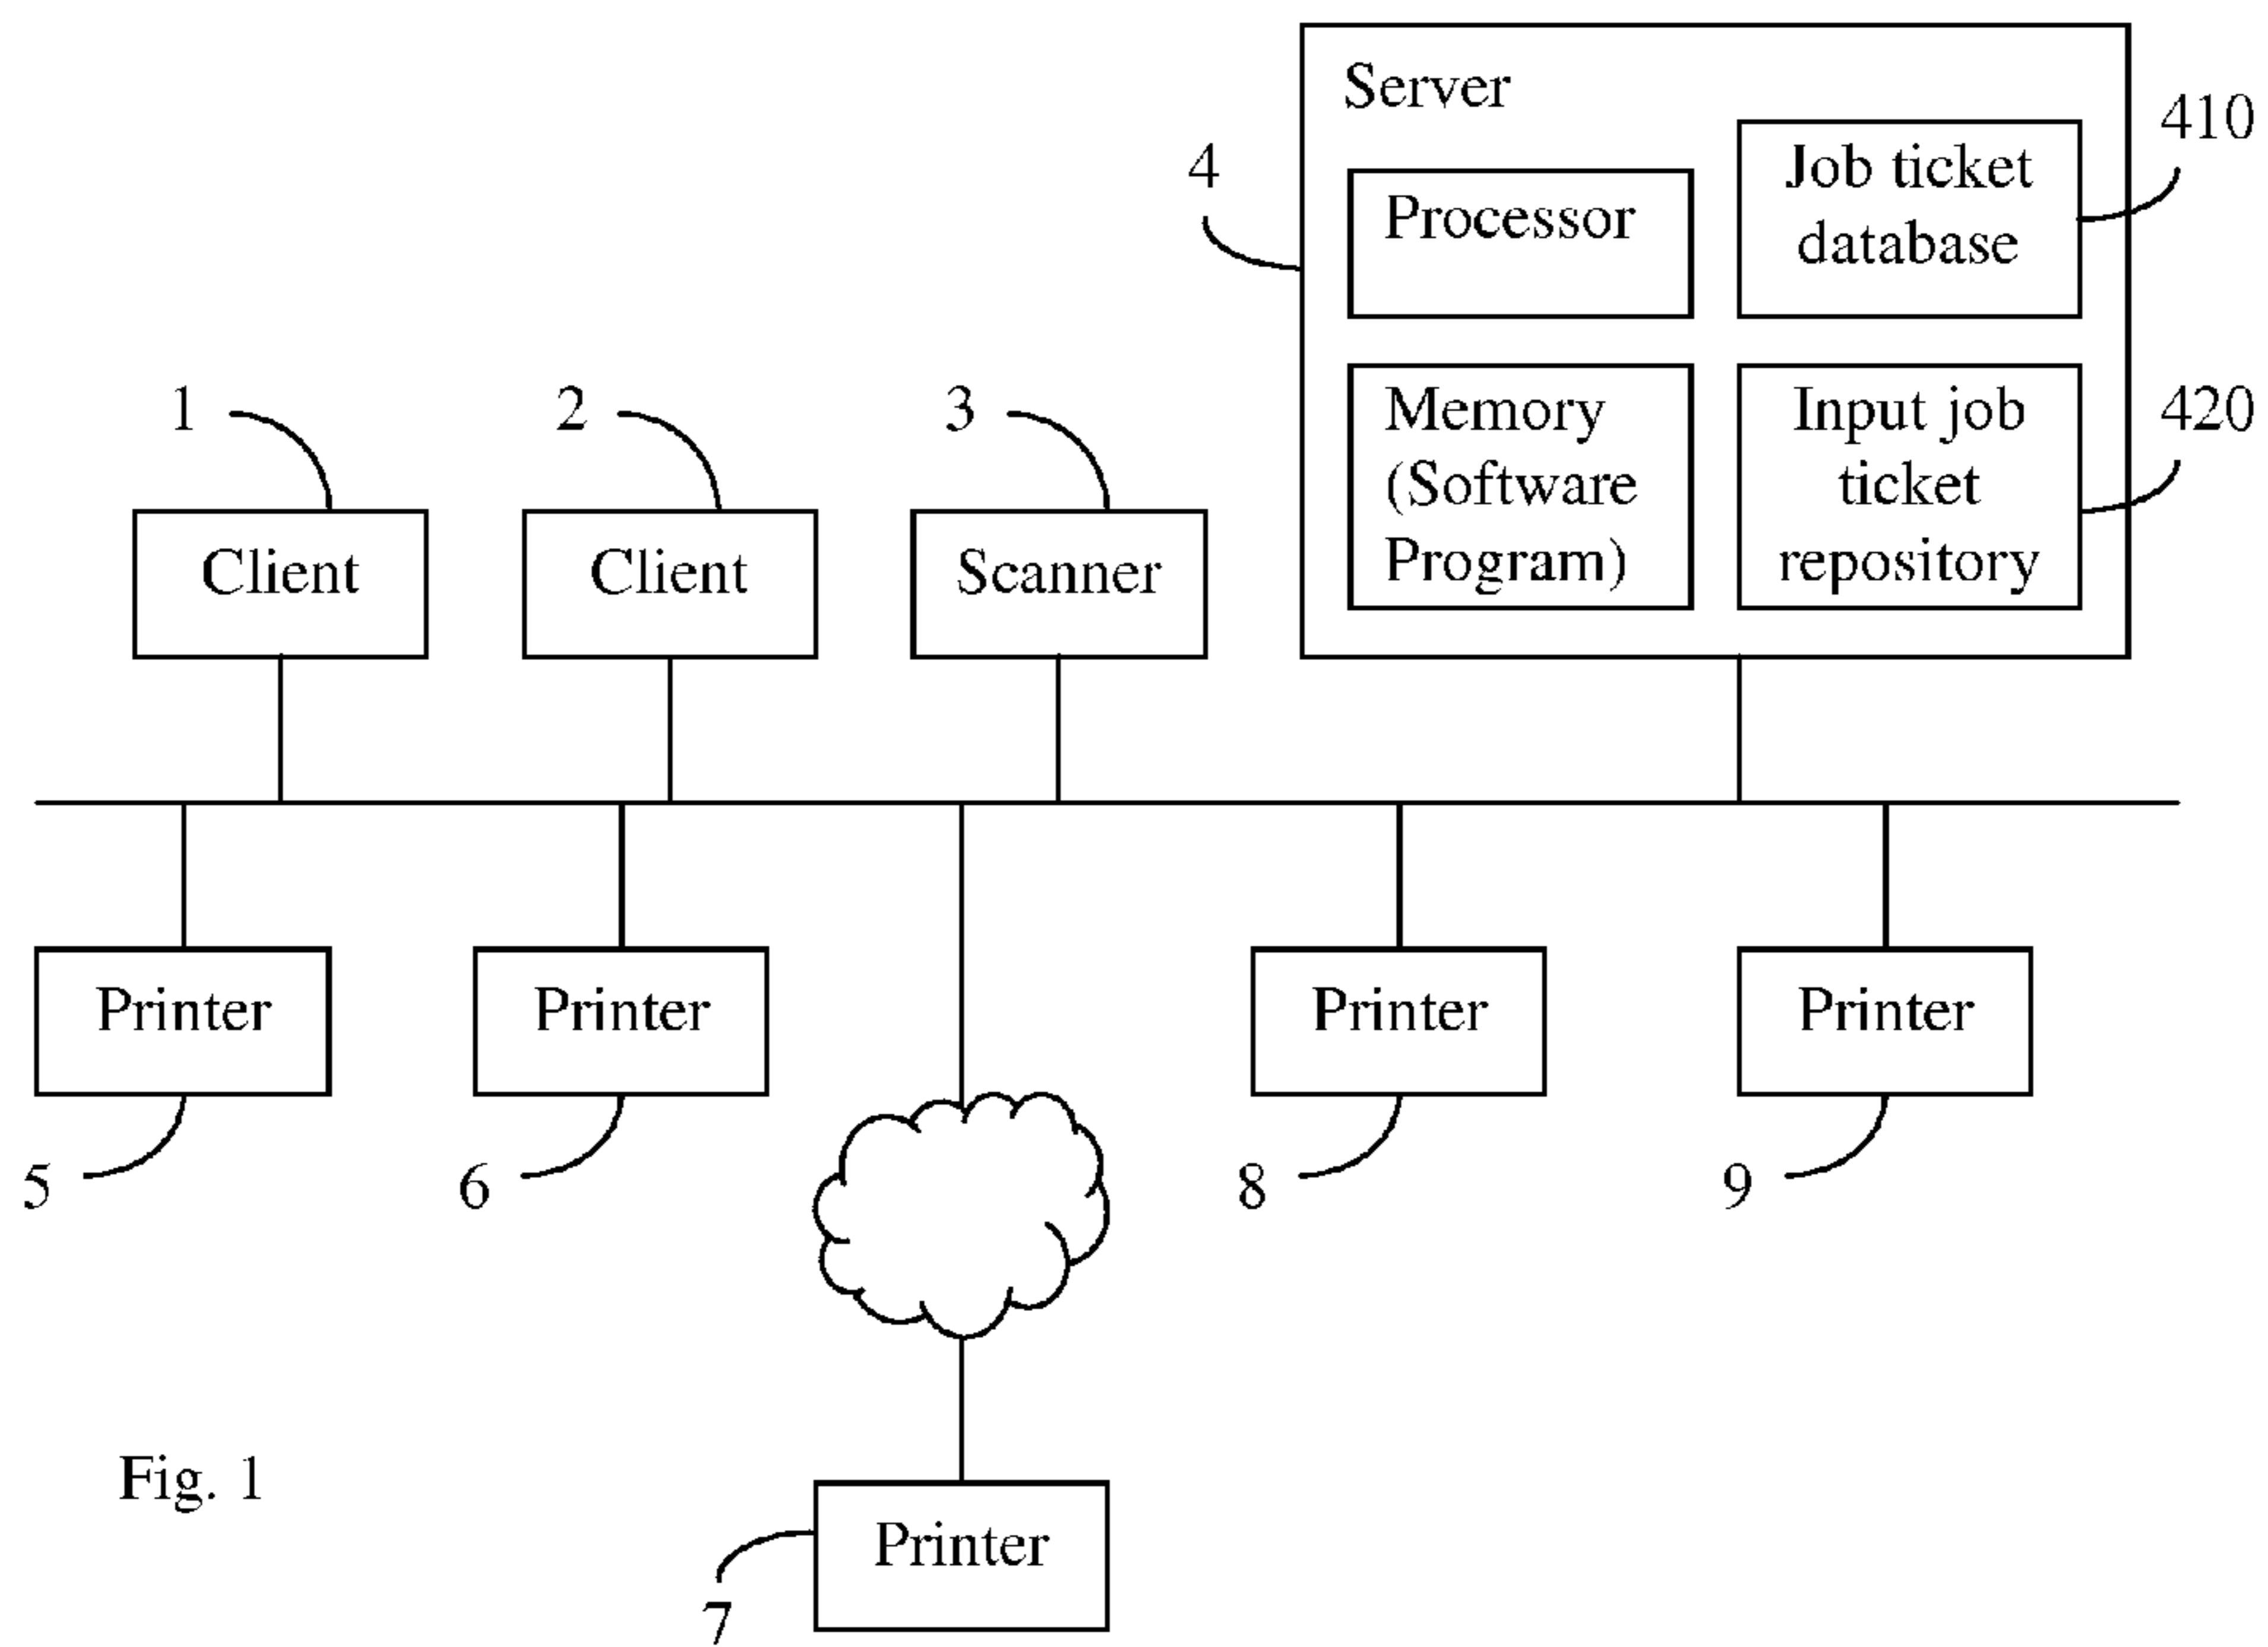 Server
410
4
Processor
Job ticket
database
1
2
3
Memory
(Software
Program)
Input job
ticket
repository
420
Client
Client
Scanner
Printer
Printer
Printer
Printer
5
6
8
9
Fig. 1
Printer
7